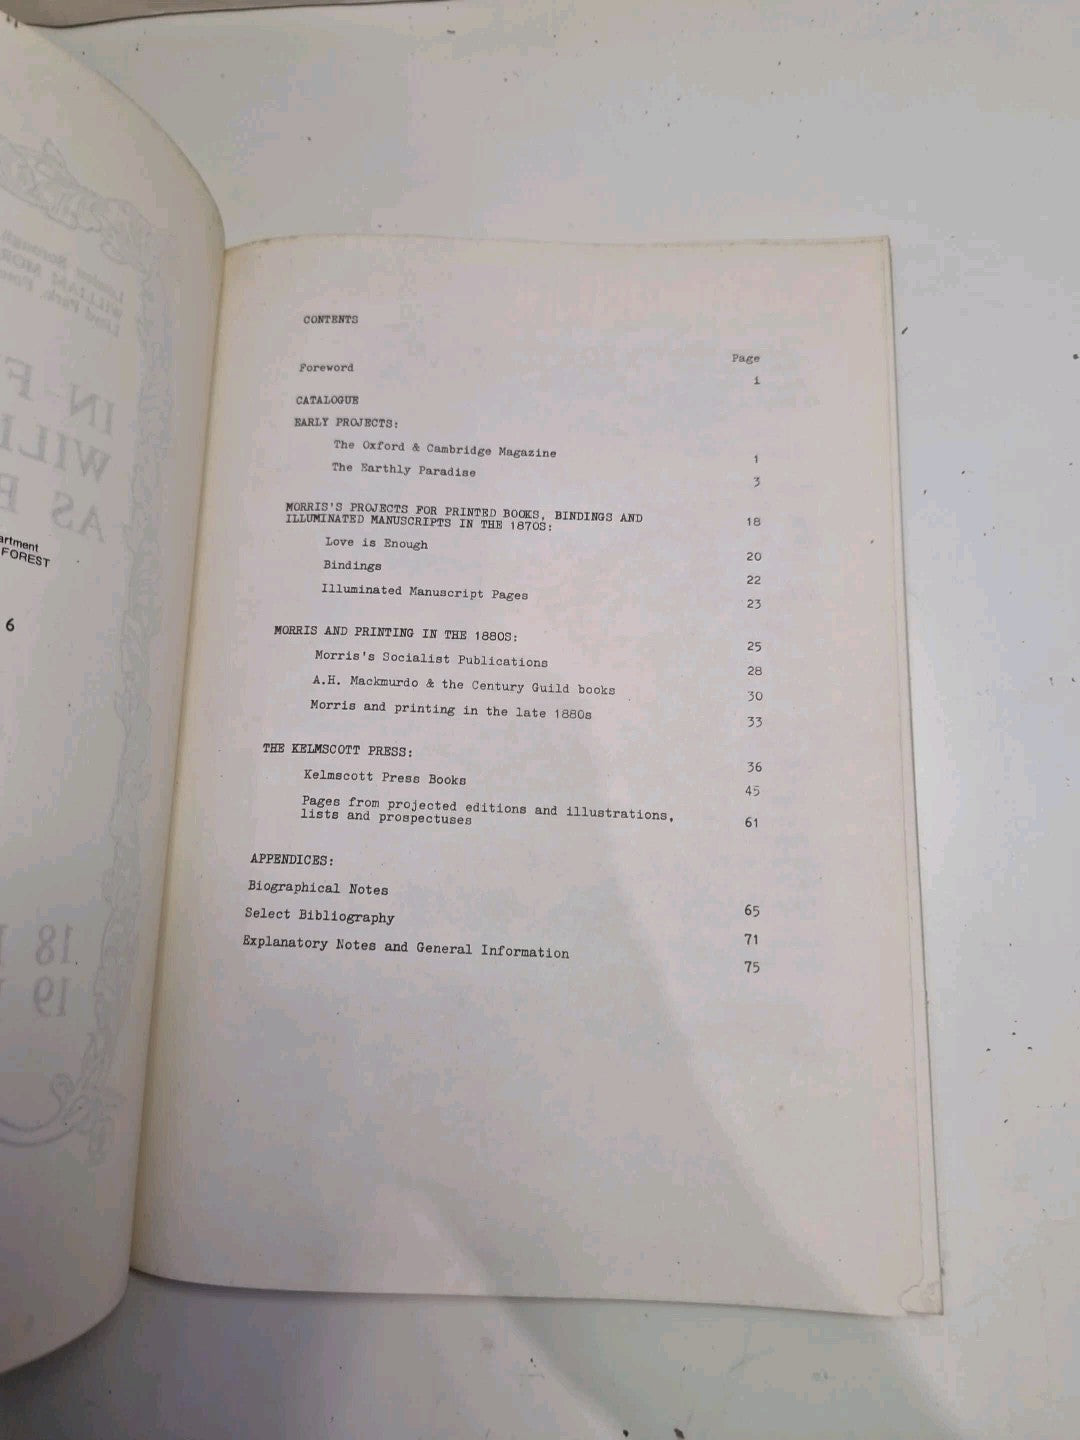 artment
FOREST
6
CONTENTS
Page
Foreword i
CATALOGUE
EARLY PROJECTS:
The Oxford & Cambridge Magazine 1
The Earthly Paradise 3
MORRIS'S PROJECTS FOR PRINTED BOOKS, BINDINGS AND
ILLUMINATED MANUSCRIPTS IN THE 1870S: 18
Love is Enough 20
Bindings 22
Illuminated Manuscript Pages 23
MORRIS AND PRINTING IN THE 1880S: 25
Morris's Socialist Publications 28
A.H. Mackmurdo & the Century Guild books 30
Morris and printing in the late 1880s 33
THE KELMSCOTT PRESS: 36
Kelmscott Press Books 45
Pages from projected editions and illustrations,
lists and prospectuses 61
APPENDICES:
Biographical Notes 65
Select Bibliography 71
Explanatory Notes and General Information 75